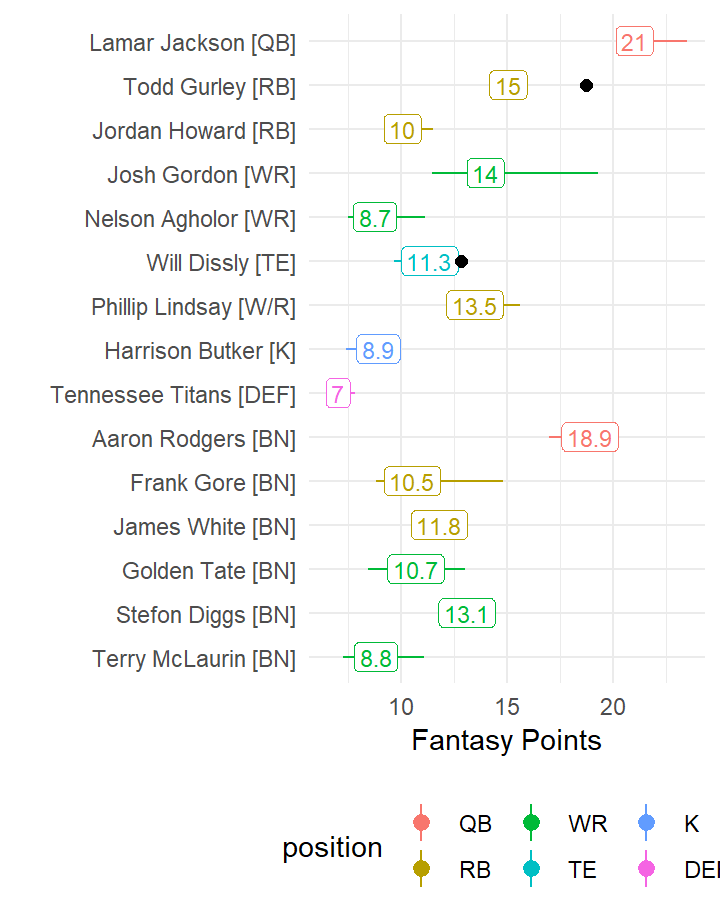 Lamar Jackson [QB] 21
Todd Gurley [RB] 15
Jordan Howard [RB] 10
Josh Gordon [WR] 14
Nelson Agholor [WR] 8.7
Will Dissly [TE] 11.3
Phillip Lindsay [W/R] 13.5
Harrison Butker [K] 8.9
Tennessee Titans [DEF] 7
Aaron Rodgers [BN] 18.9
Frank Gore [BN] 10.5
James White [BN] 11.8
Golden Tate [BN] 10.7
Stefon Diggs [BN] 13.1
Terry McLaurin [BN] 8.8
10 15 20
Fantasy Points
position
QB WR K
RB TE DEF